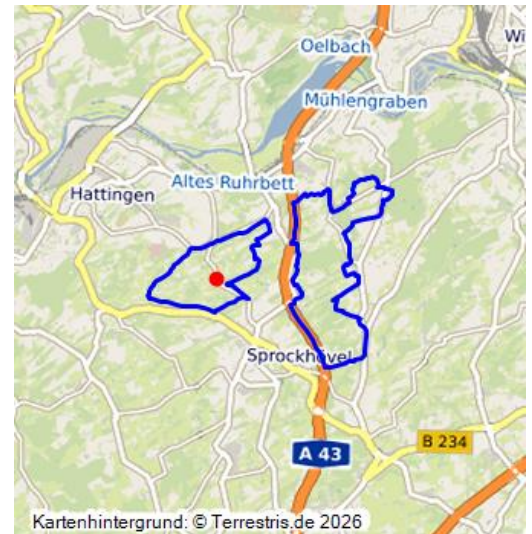 Oelbach
Wi
Mühlengraben
Altes Ruhrbett
Hattingen
Sprockhövel
B 234
A 43
Kartenhintergrund: © Terrestris.de 2026